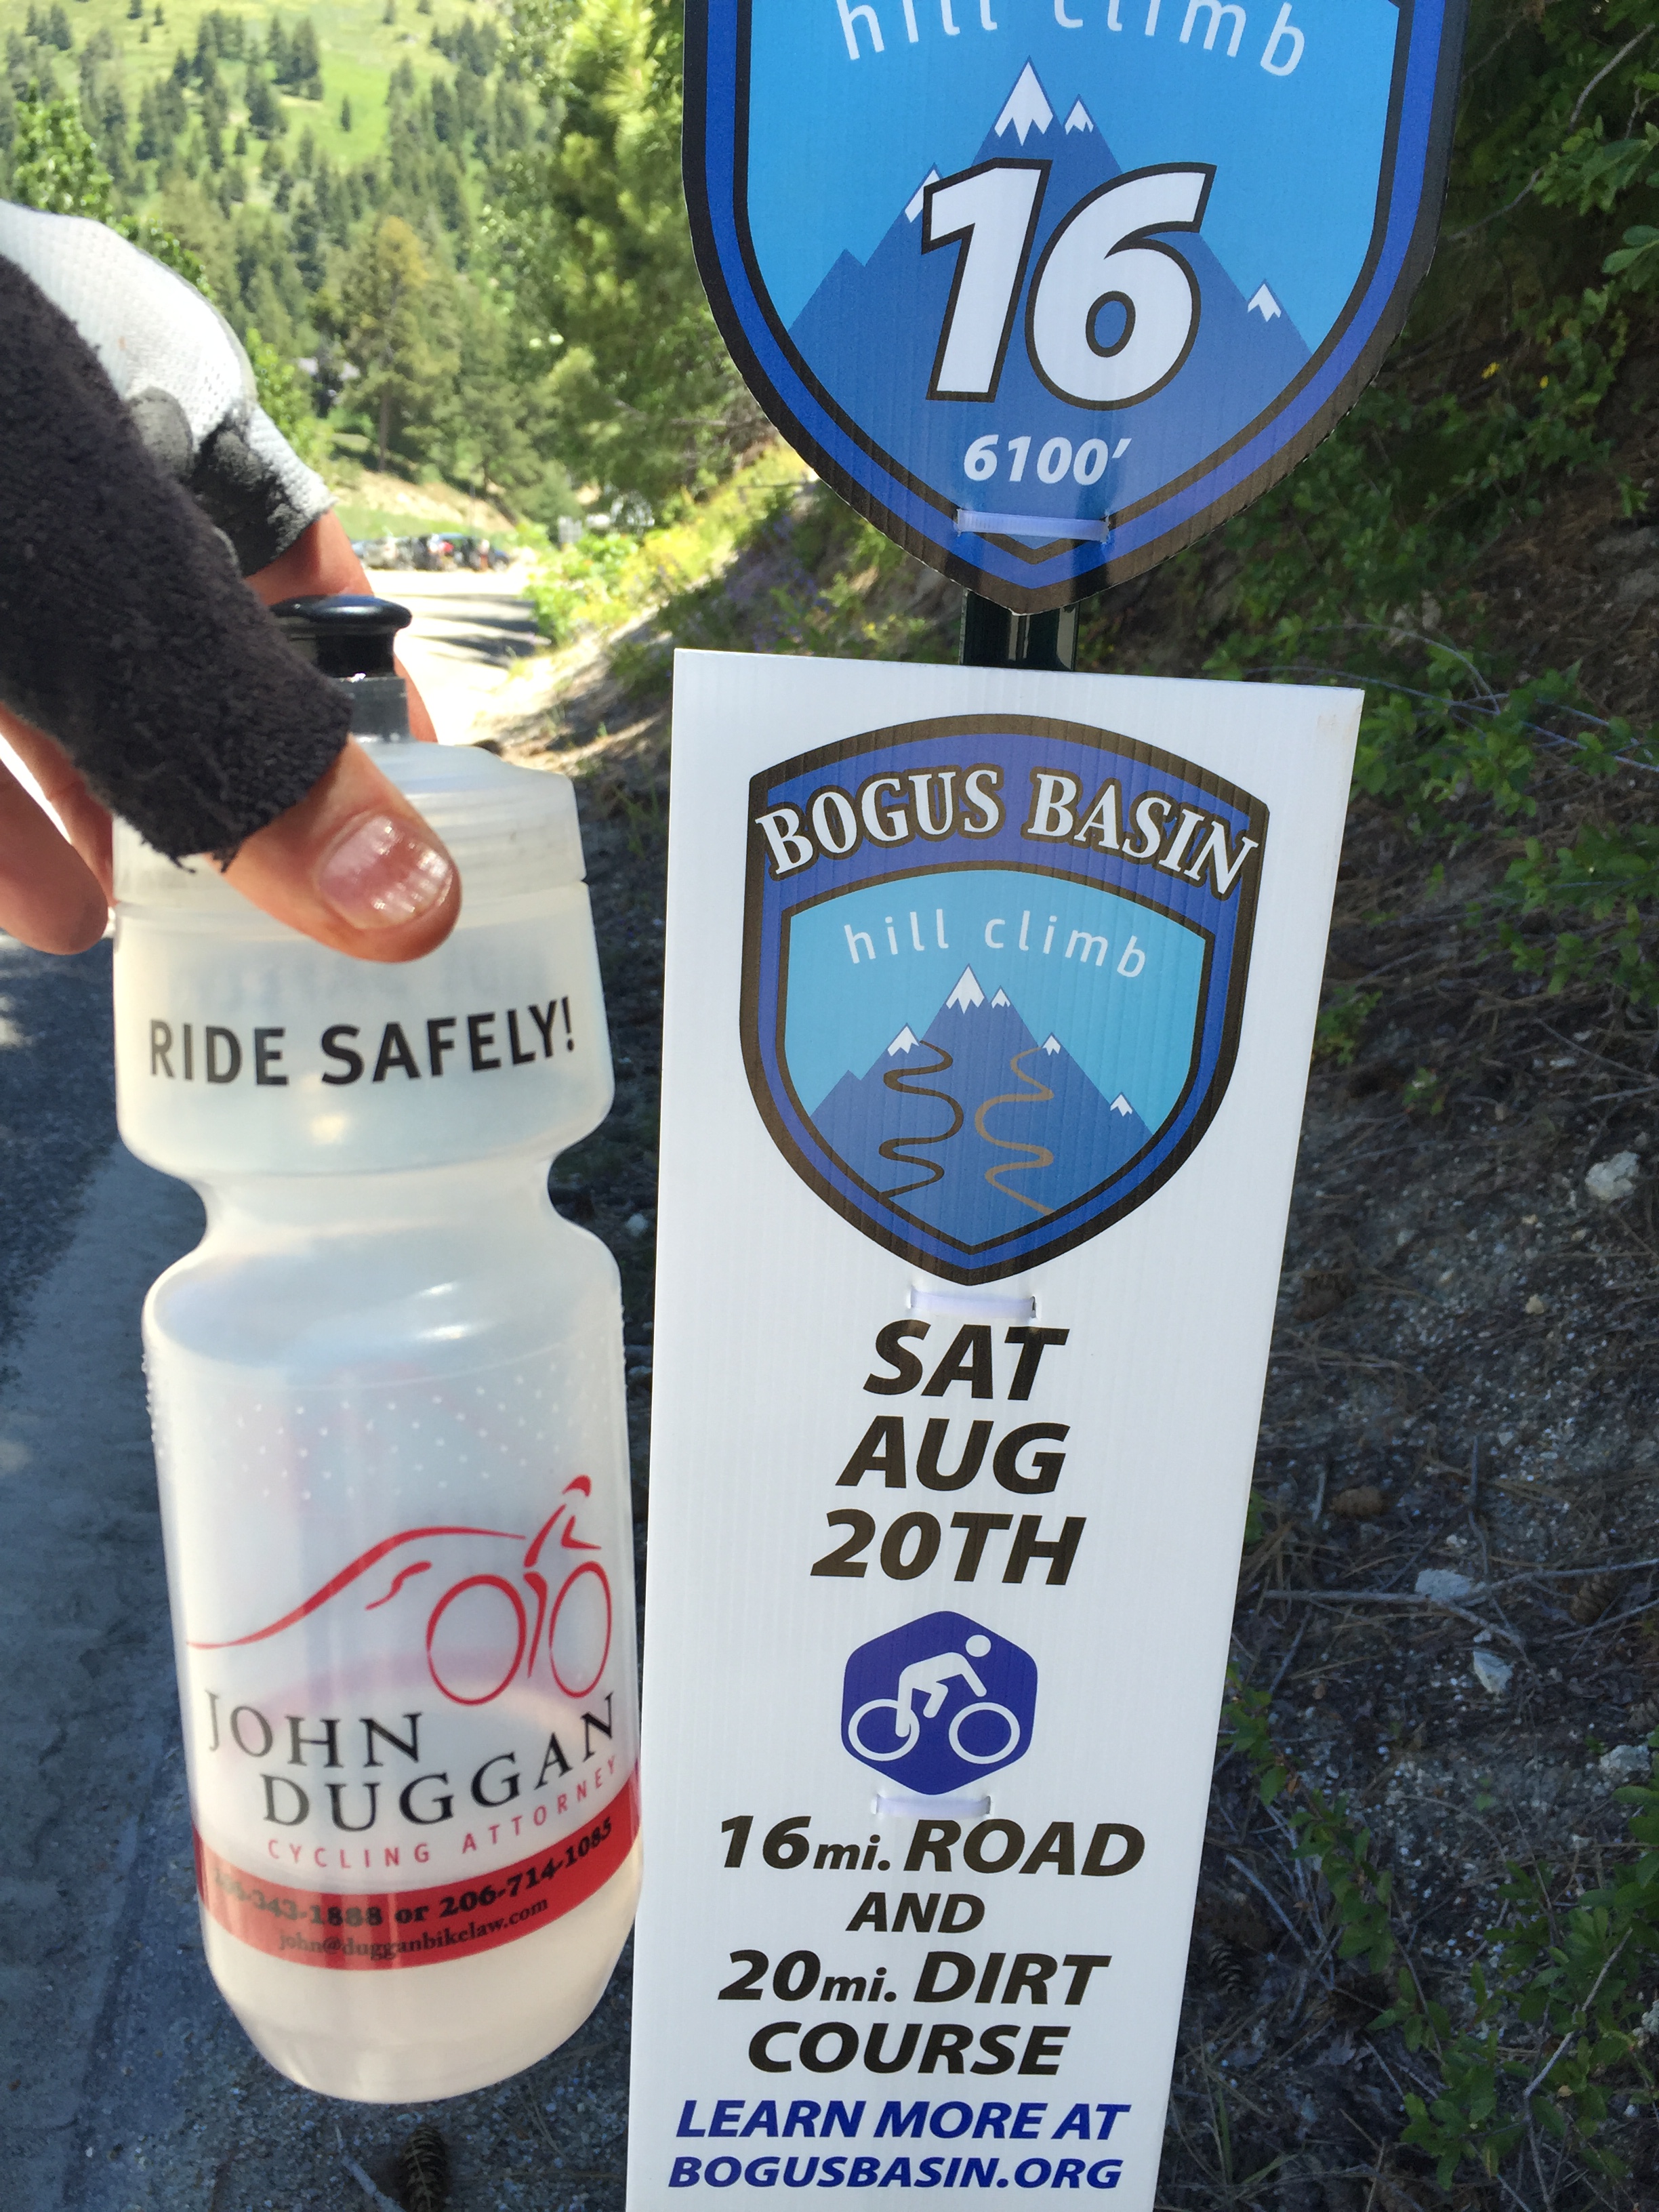 hill climb
16
6100'
BOGUS BASIN
hill climb
SAT
AUG
20TH
16mi. ROAD
AND
20mi. DIRT
COURSE
LEARN MORE AT
BOGUSBASIN.ORG
RIDE SAFELY!
JOHN
DUGGAN
CYCLING ATTORNEY
343-1888 or 206-714-1085
john@dugganbikelaw.com